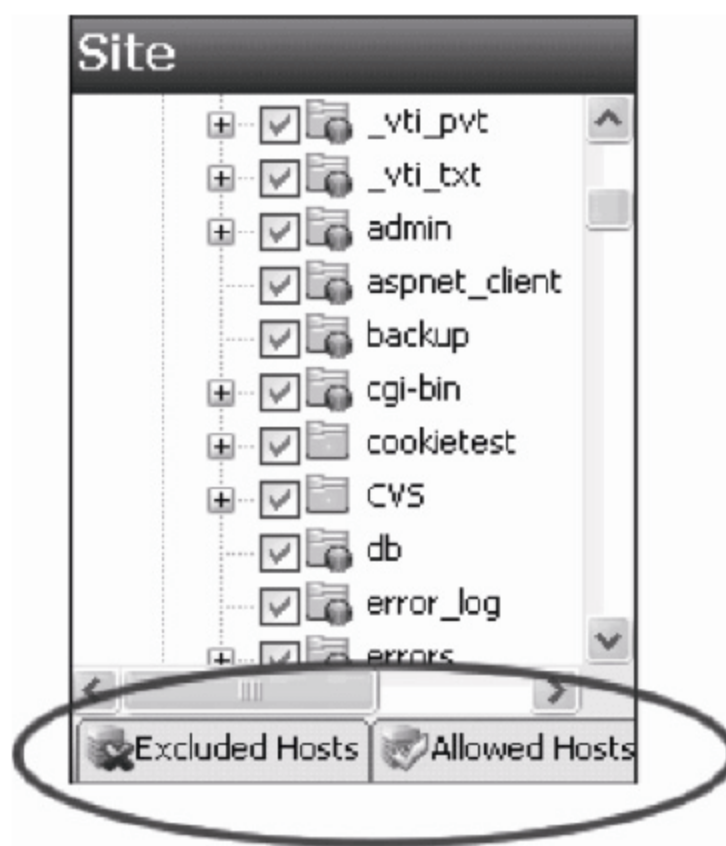 Site
_vti_pvt
_vti_txt
admin
aspnet_client
backup
cgi-bin
cookietest
CVS
db
error_log
errors
Excluded Hosts Allowed Hosts